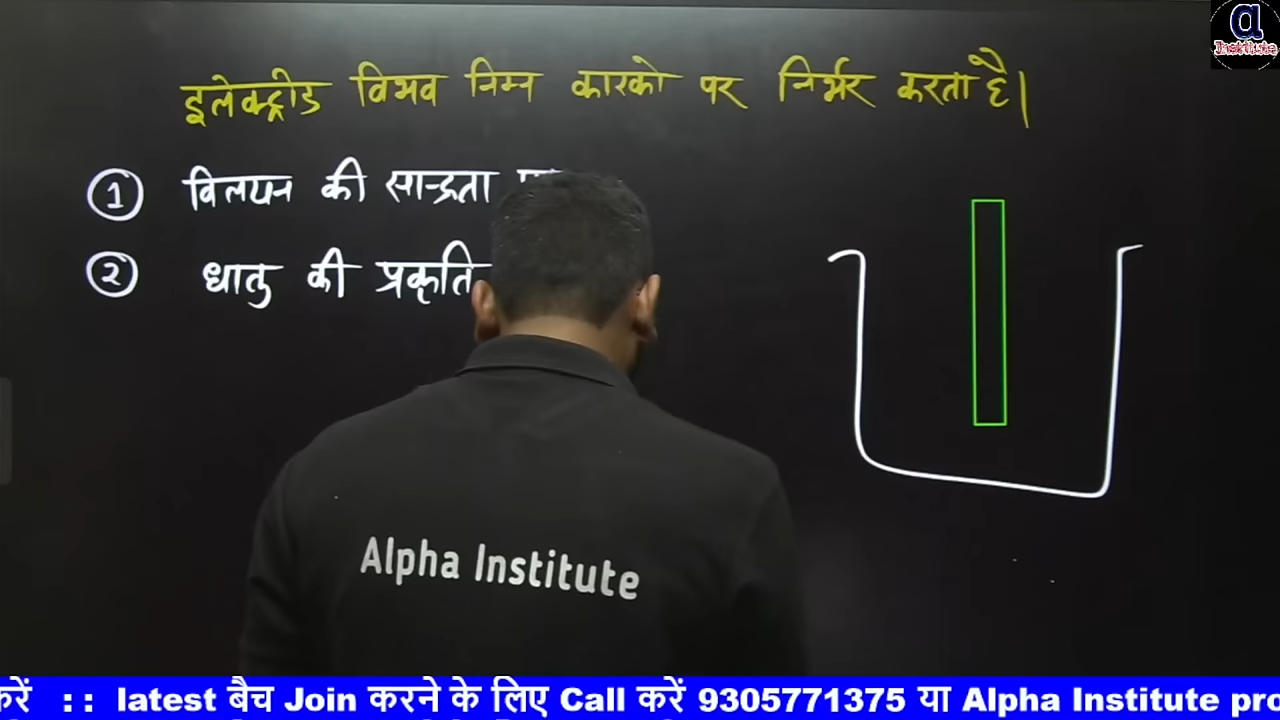 α
Institute
इलेक्ट्रोड विभव निम्न कारको पर निर्भर करता है।
① विलयन की सान्द्रता
② धातु की प्रकृति
Alpha Institute
करें :: latest बैच Join करने के लिए Call करें 9305771375 या Alpha Institute